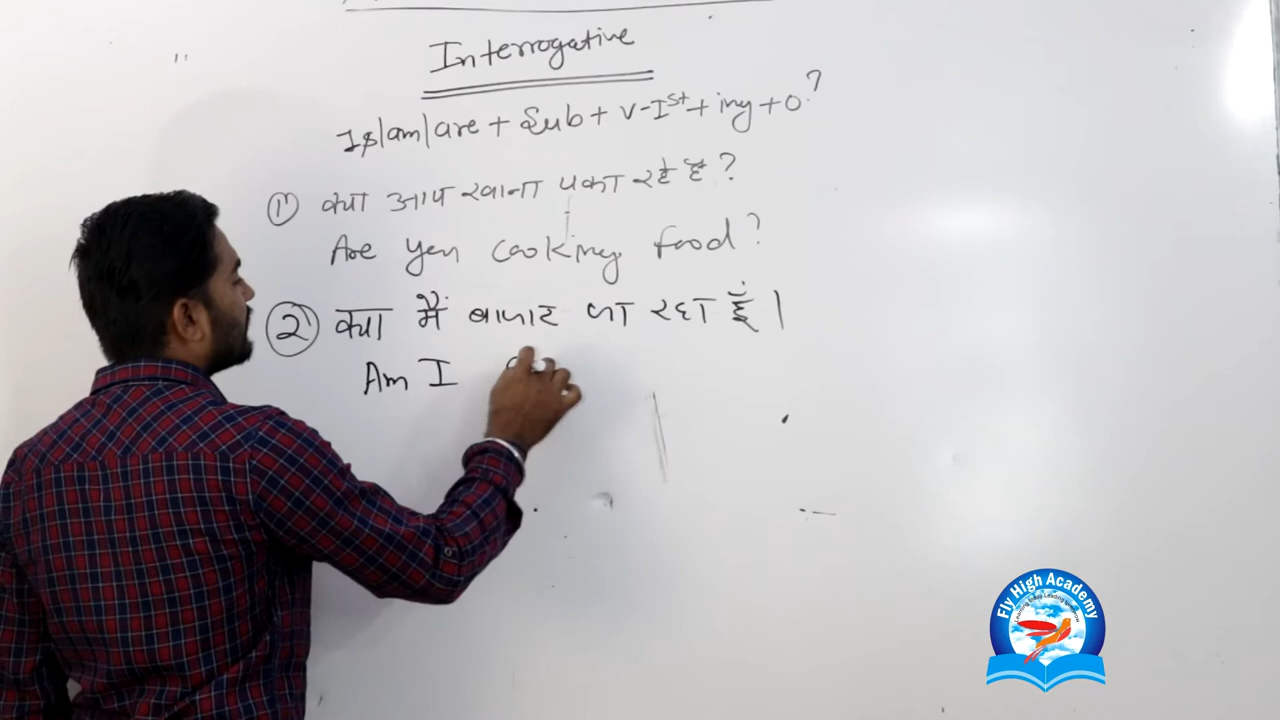 Interrogative
Is/am/are + Sub + V-Ist + ing + O?
① क्या आप खाना पका रहे हैं?
Are you cooking food?
② क्या मैं बाजार जा रहा हूँ।
Am I
Fly High Academy